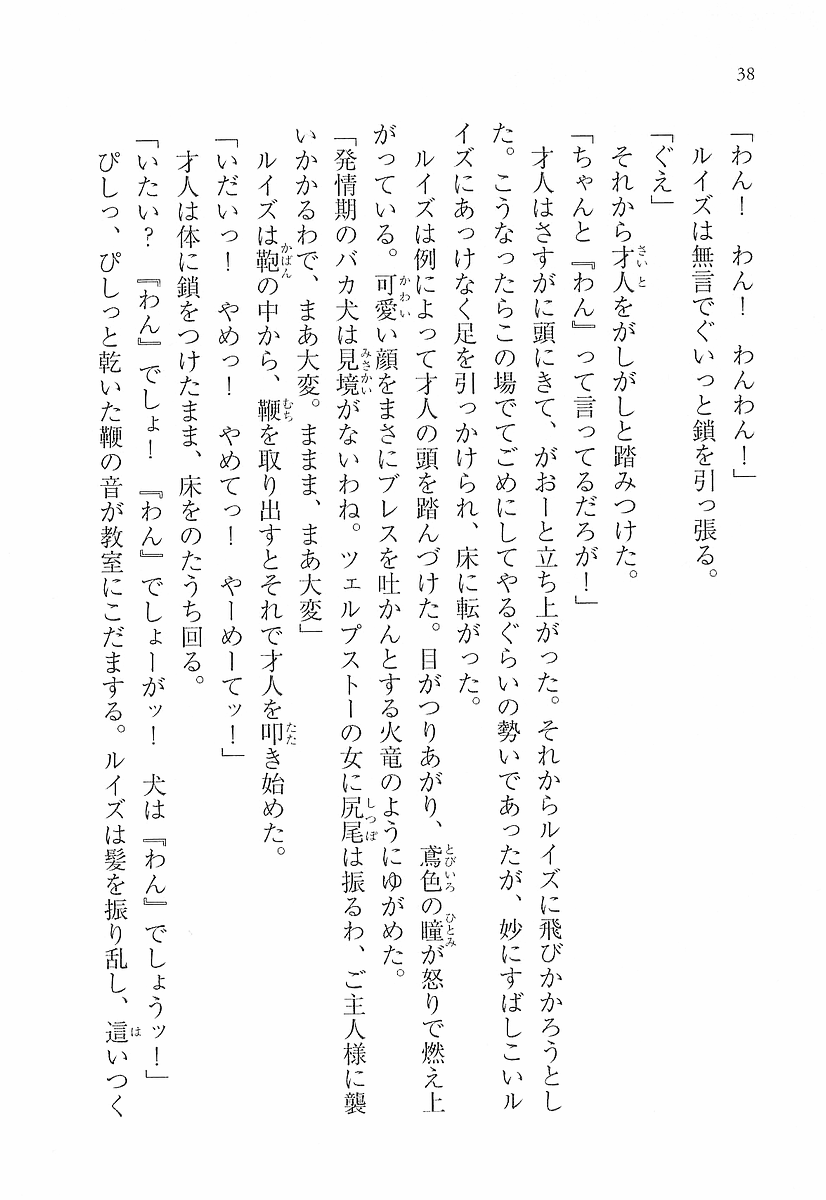 38
「わん！　わん！　わんわん！」
　ルイズは無言でぐいっと鎖を引っ張る。
「ぐえ」
　それから才人をがしがしと踏みつけた。
「ちゃんと『わん』って言ってるだろが！」
　才人はさすがに頭にきて、がおーと立ち上がった。それからルイズに飛びかかろうとし
た。こうなったらこの場でてごめにしてやるぐらいの勢いであったが、妙にすばしこいル
イズにあっけなく足を引っかけられ、床に転がった。
　ルイズは例によって才人の頭を踏んづけた。目がつりあがり、鳶色の瞳が怒りで燃え上
がっている。可愛い顔をまさにブレスを吐かんとする火竜のようにゆがめた。
「発情期のバカ犬は見境がないわね。ツェルプストーの女に尻尾は振るわ、ご主人様に襲
いかかるわで、まあ大変。ままま、まあ大変」
　ルイズは鞄の中から、鞭を取り出すとそれで才人を叩き始めた。
「いだいっ！　やめっ！　やめてっ！　やーめーてッ！」
　才人は体に鎖をつけたまま、床をのたうち回る。
「いたい？　『わん』でしょ！　『わん』でしょーがッ！　犬は『わん』でしょうッ！」
　ぴしっ、ぴしっと乾いた鞭の音が教室にこだまする。ルイズは髪を振り乱し、這いつく